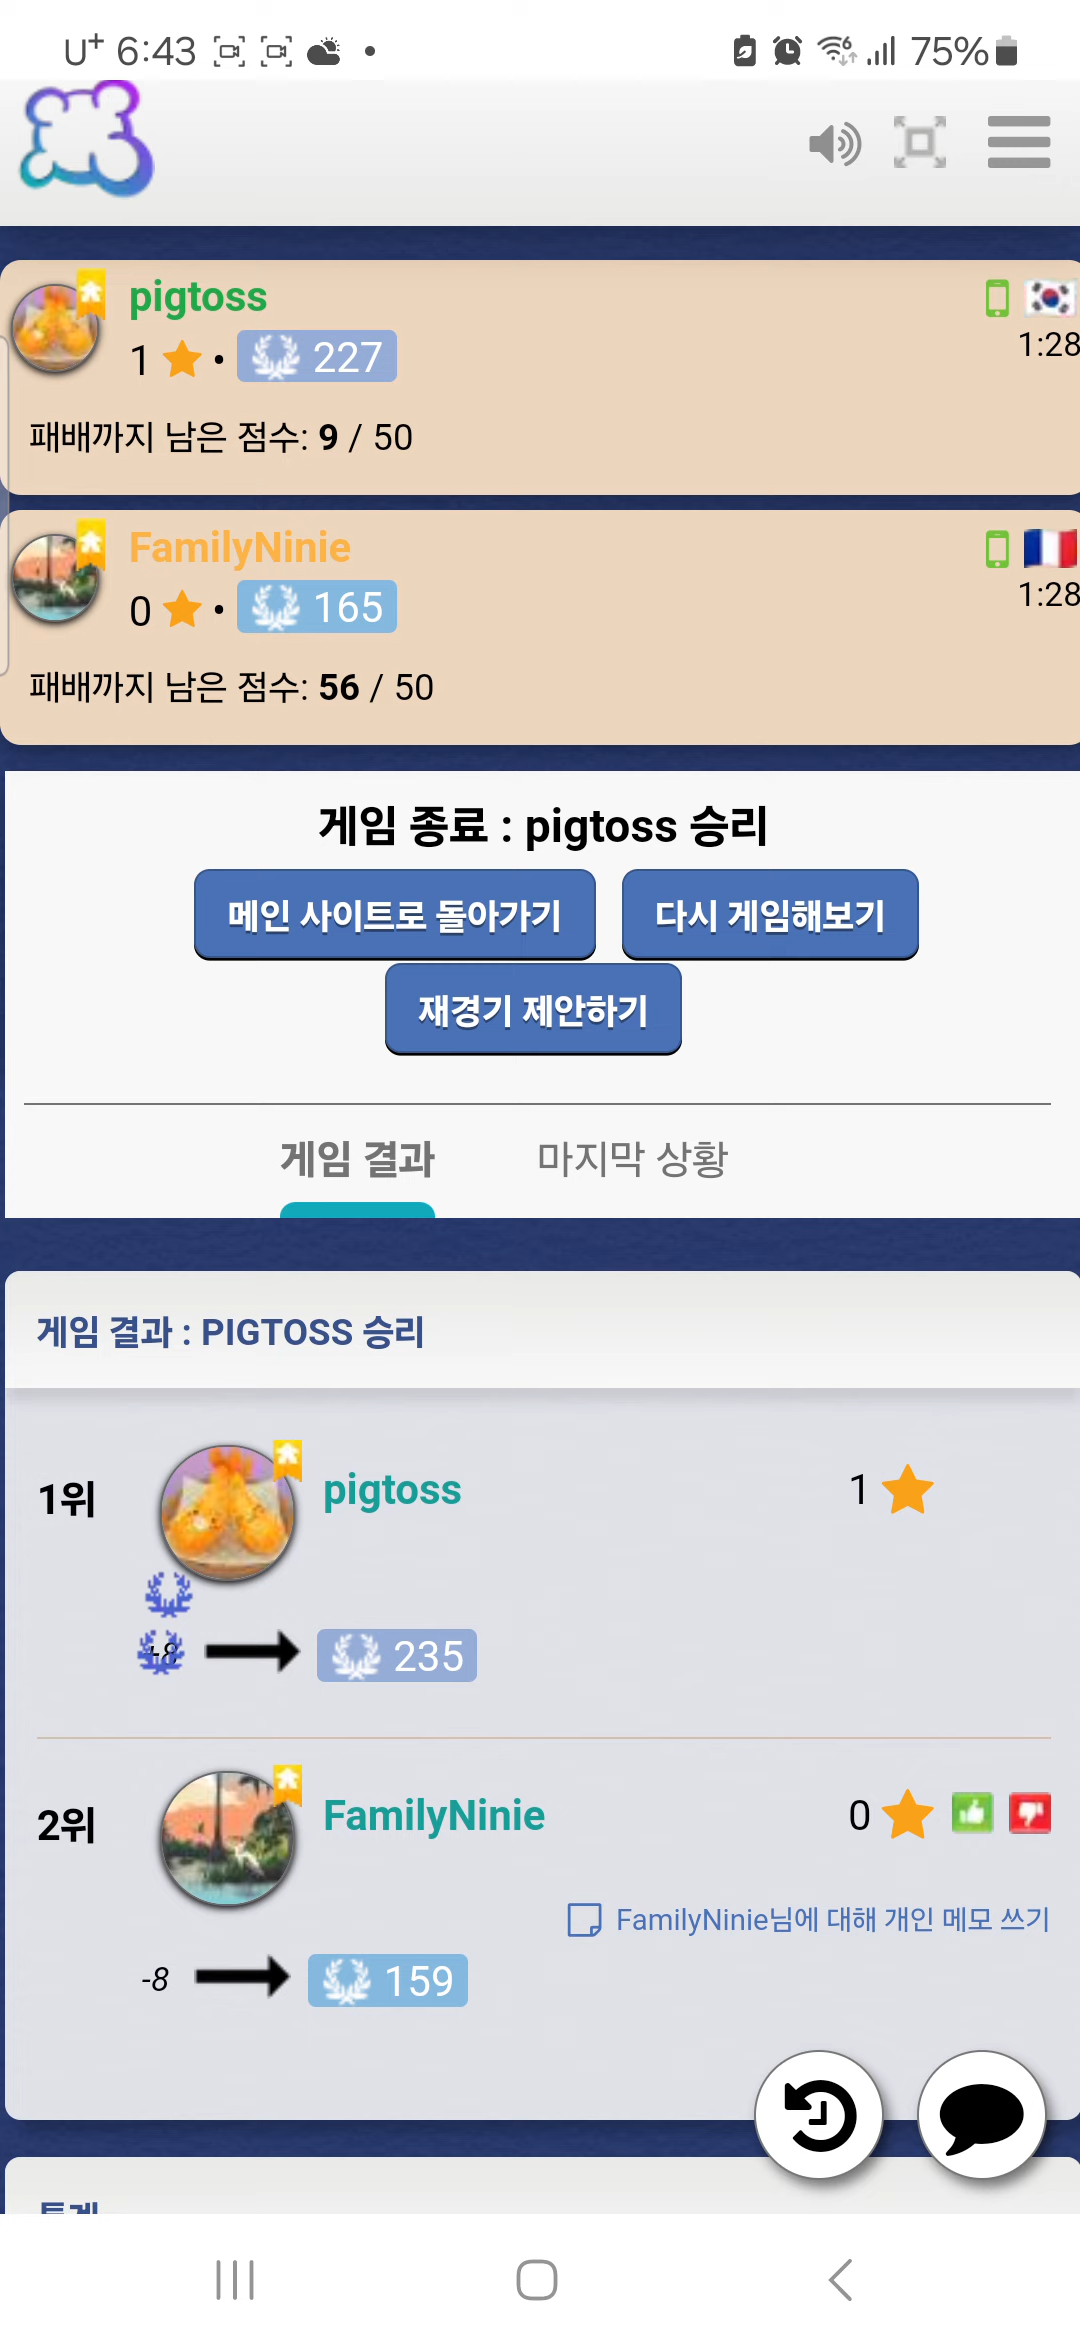 U+ 6:43 75%
pigtoss
1 • 227
1:28
패배까지 남은 점수: 9 / 50
FamilyNinie
0 • 165
1:28
패배까지 남은 점수: 56 / 50
게임 종료 : pigtoss 승리
메인 사이트로 돌아가기 다시 게임해보기
재경기 제안하기
게임 결과 마지막 상황
게임 결과 : PIGTOSS 승리
1위 pigtoss 1
+8 235
2위 FamilyNinie 0
FamilyNinie님에 대해 개인 메모 쓰기
-8 159